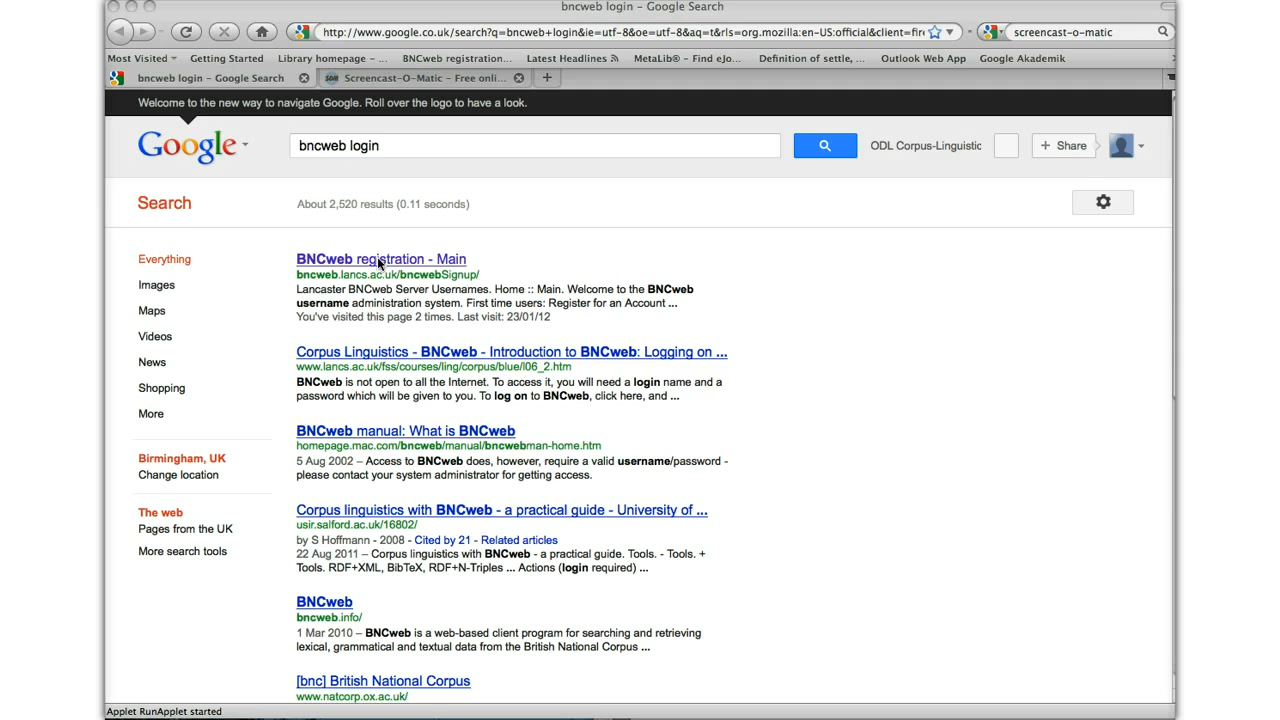 bncweb login - Google Search
http://www.google.co.uk/search?q=bncweb+login&ie=utf-8&oe=utf-8&aq=t&rls=org.mozilla:en-US:official&client=fire
screencast-o-matic
Most Visited
Getting Started
Library homepage - ...
BNCweb registration...
Latest Headlines
MetaLib® - Find eJo...
Definition of settle, ...
Outlook Web App
Google Akademik
bncweb login - Google Search
Screencast-O-Matic - Free onli...
Welcome to the new way to navigate Google. Roll over the logo to have a look.
Google
bncweb login
ODL Corpus-Linguistic
+ Share
Search
About 2,520 results (0.11 seconds)
Everything
Images
Maps
Videos
News
Shopping
More
Birmingham, UK
Change location
The web
Pages from the UK
More search tools
BNCweb registration - Main
bncweb.lancs.ac.uk/bncwebSignup/
Lancaster BNCweb Server Usernames. Home :: Main. Welcome to the BNCweb
username administration system. First time users: Register for an Account ...
You've visited this page 2 times. Last visit: 23/01/12
Corpus Linguistics - BNCweb - Introduction to BNCweb: Logging on ...
www.lancs.ac.uk/fss/courses/ling/corpus/blue/l06_2.htm
BNCweb is not open to all the Internet. To access it, you will need a login name and a
password which will be given to you. To log on to BNCweb, click here, and ...
BNCweb manual: What is BNCweb
homepage.mac.com/bncweb/manual/bncwebman-home.htm
5 Aug 2002 – Access to BNCweb does, however, require a valid username/password -
please contact your system administrator for getting access.
Corpus linguistics with BNCweb - a practical guide - University of ...
usir.salford.ac.uk/16802/
by S Hoffmann - 2008 - Cited by 21 - Related articles
22 Aug 2011 – Corpus linguistics with BNCweb - a practical guide. Tools. - Tools. +
Tools. RDF+XML, BibTeX, RDF+N-Triples ... Actions (login required) ...
BNCweb
bncweb.info/
1 Mar 2010 – BNCweb is a web-based client program for searching and retrieving
lexical, grammatical and textual data from the British National Corpus ...
[bnc] British National Corpus
www.natcorp.ox.ac.uk/
Applet RunApplet started